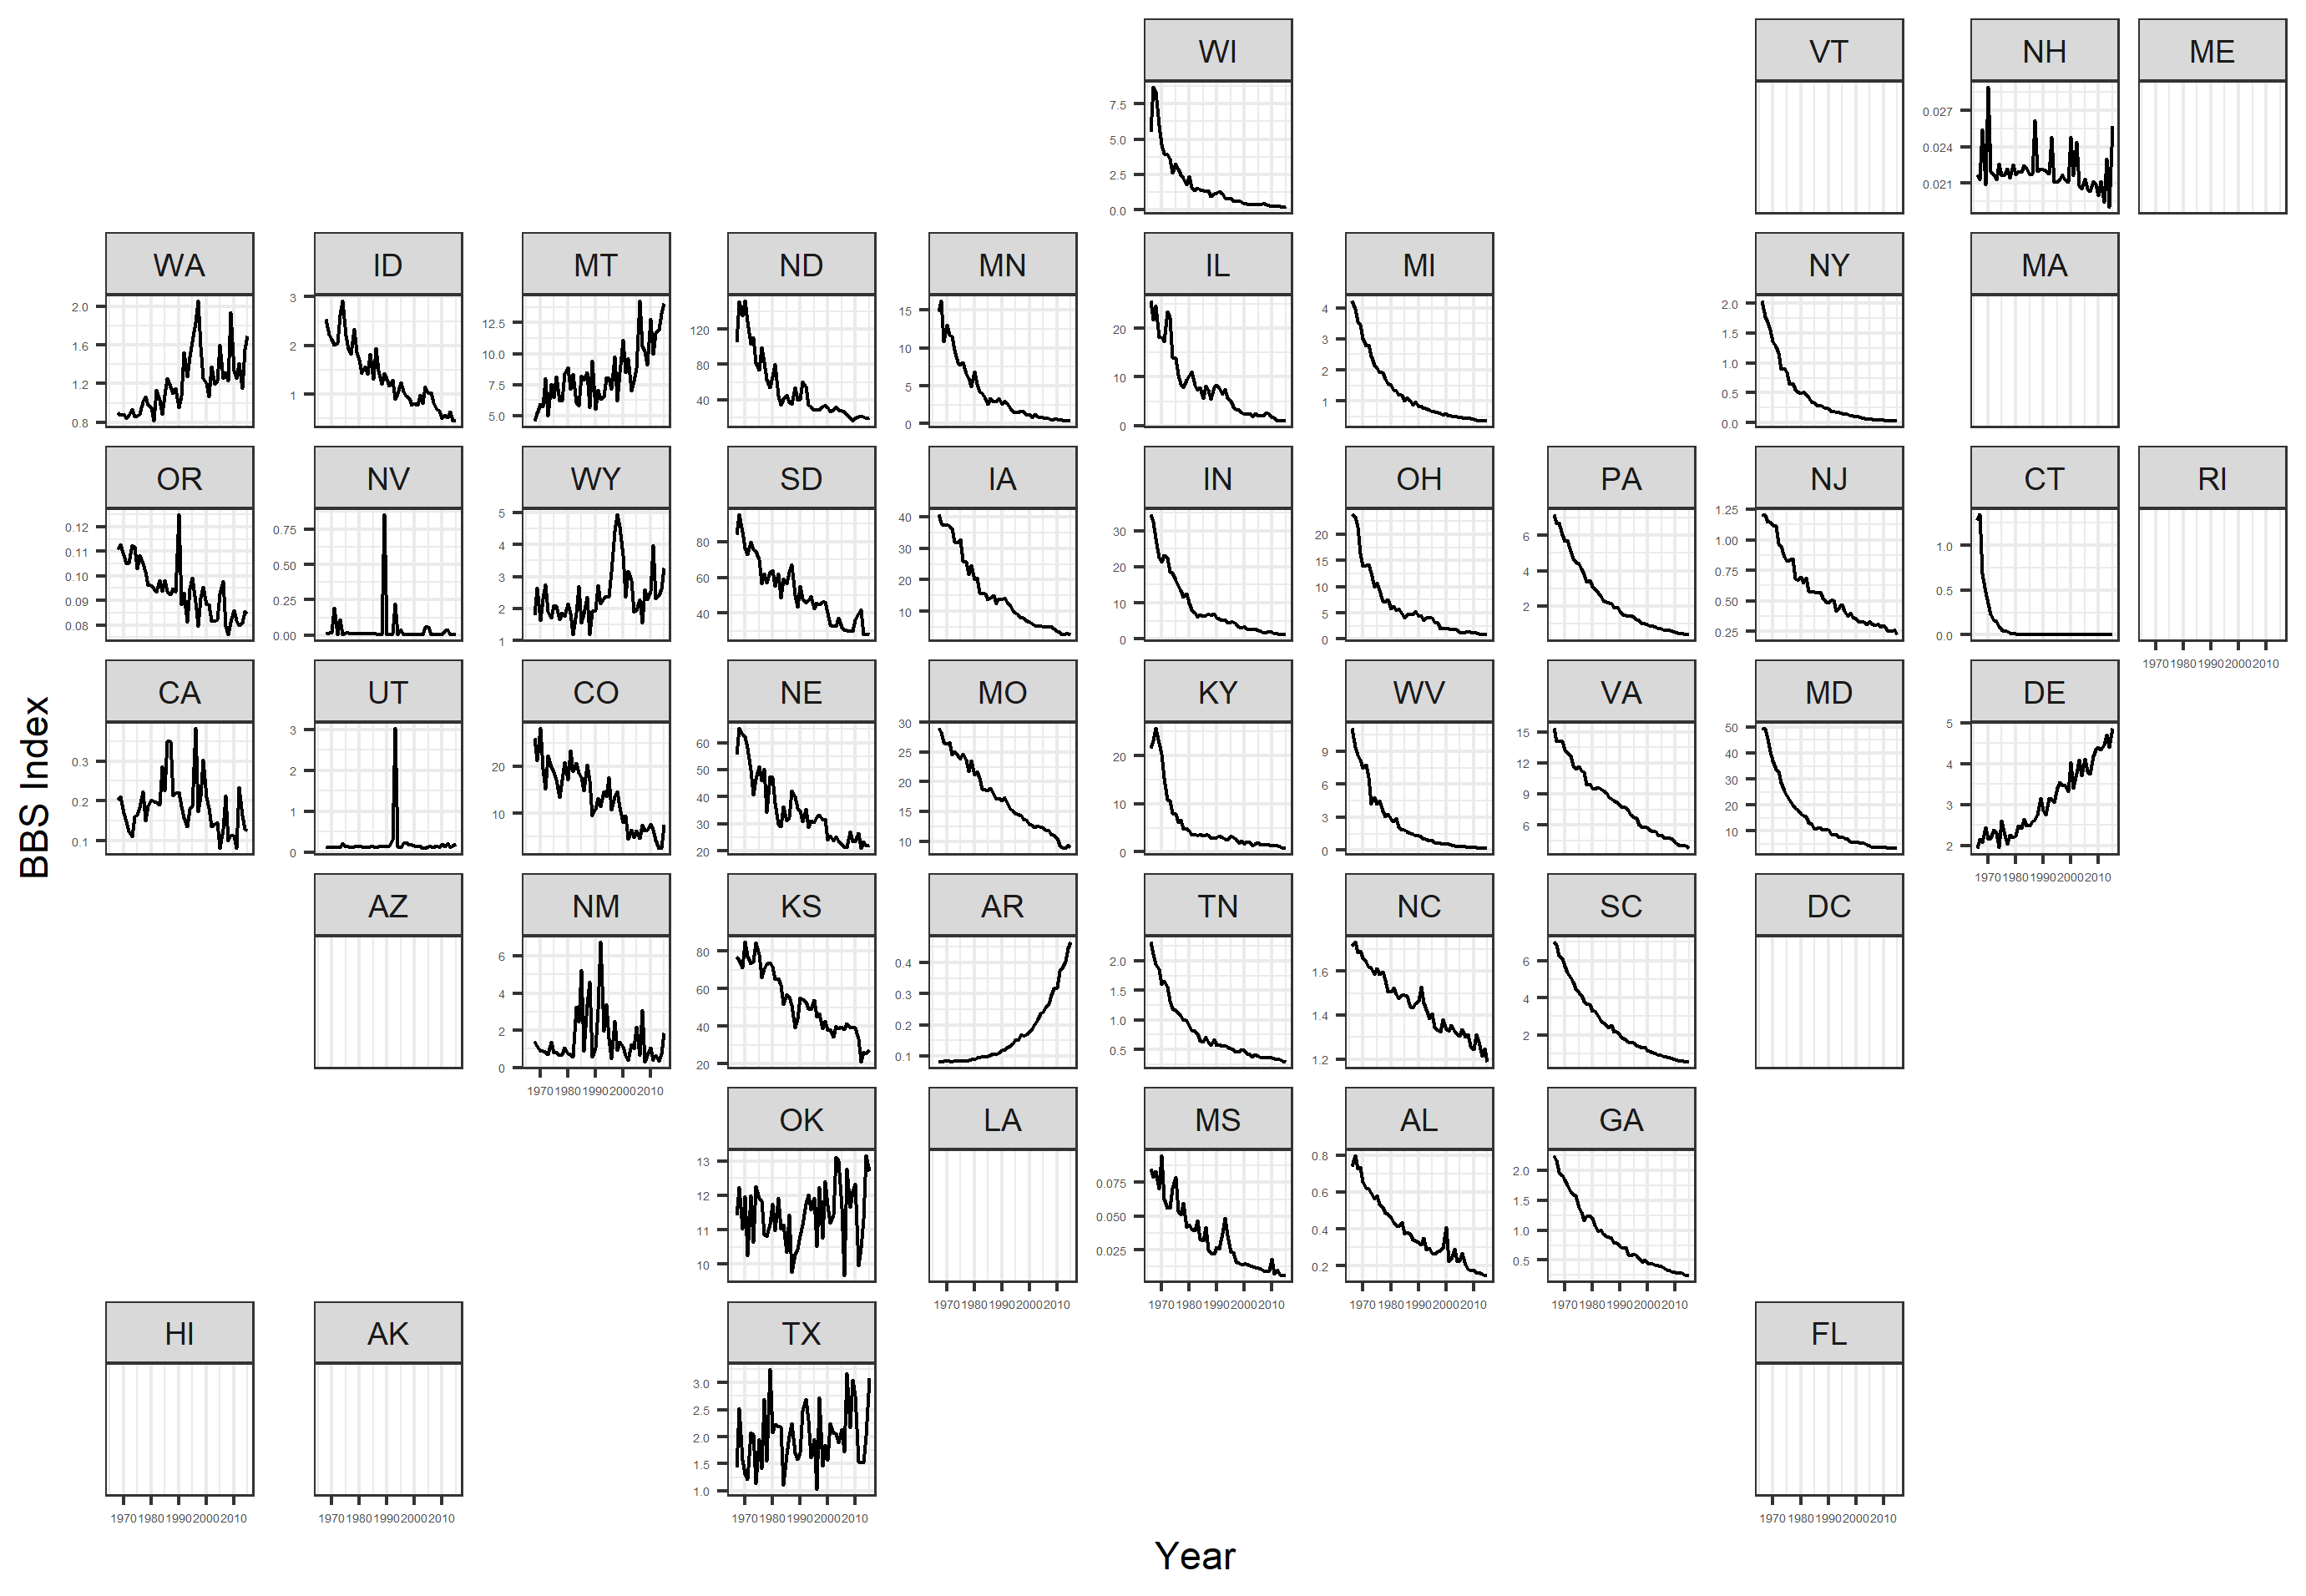 WI VT NH ME
7.5 5.0 2.5 0.0
0.027 0.024 0.021
WA ID MT ND MN IL MI NY MA
2.0 1.6 1.2 0.8
3 2 1
12.5 10.0 7.5 5.0
120 80 40
15 10 5 0
20 10 0
4 3 2 1
2.0 1.5 1.0 0.5 0.0
OR NV WY SD IA IN OH PA NJ CT RI
0.12 0.11 0.10 0.09 0.08
0.75 0.50 0.25 0.00
5 4 3 2 1
80 60 40
40 30 20 10
30 20 10 0
20 15 10 5 0
6 4 2
1.25 1.00 0.75 0.50 0.25
1.0 0.5 0.0
1970 1980 1990 2000 2010
CA UT CO NE MO KY WV VA MD DE
0.3 0.2 0.1
3 2 1 0
20 10
60 50 40 30 20
30 25 20 15 10
20 10 0
9 6 3 0
15 12 9 6
50 40 30 20 10
5 4 3 2
1970 1980 1990 2000 2010
AZ NM KS AR TN NC SC DC
6 4 2 0
80 60 40 20
0.4 0.3 0.2 0.1
2.0 1.5 1.0 0.5
1.6 1.4 1.2
6 4 2
1970 1980 1990 2000 2010
OK LA MS AL GA
13 12 11 10
0.075 0.050 0.025
0.8 0.6 0.4 0.2
2.0 1.5 1.0 0.5
1970 1980 1990 2000 2010
1970 1980 1990 2000 2010
1970 1980 1990 2000 2010
1970 1980 1990 2000 2010
HI AK TX FL
3.0 2.5 2.0 1.5 1.0
1970 1980 1990 2000 2010
1970 1980 1990 2000 2010
1970 1980 1990 2000 2010
1970 1980 1990 2000 2010
BBS Index
Year